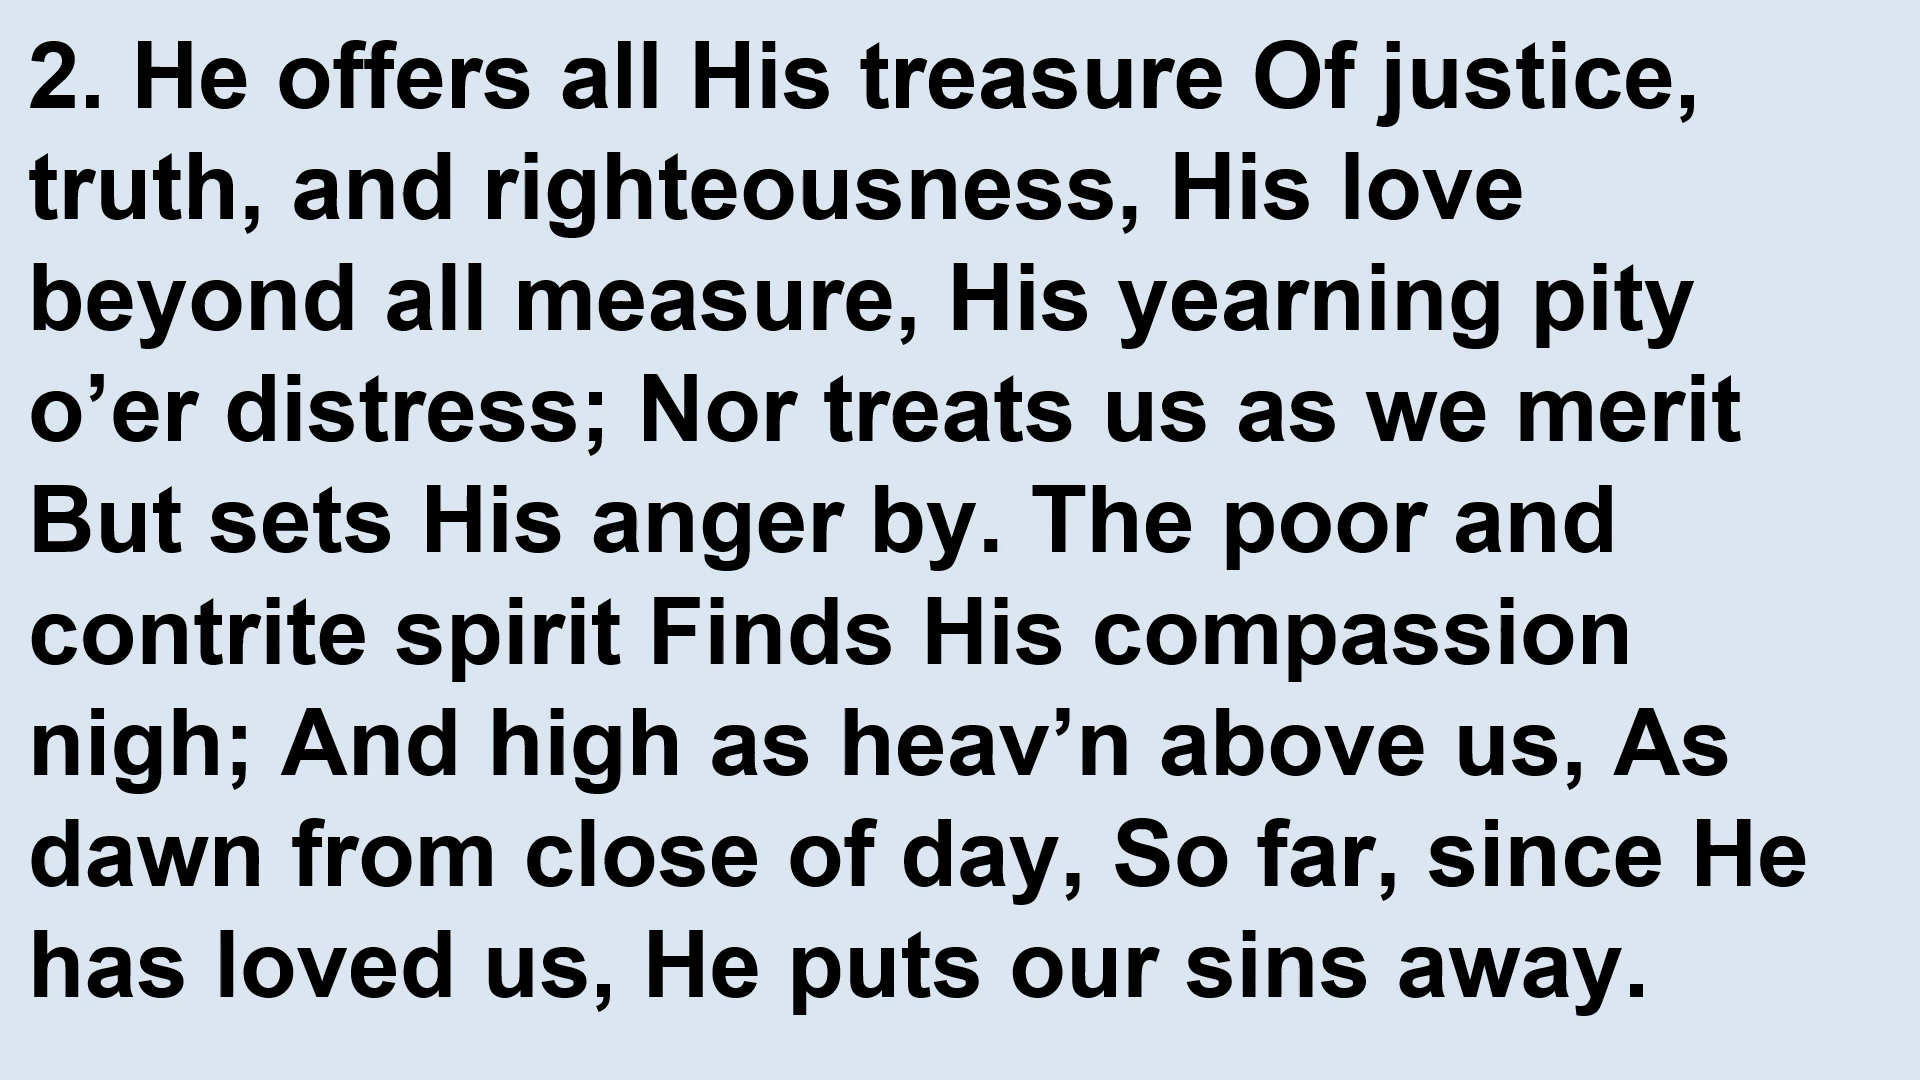 2. He offers all His treasure Of justice,
truth, and righteousness, His love
beyond all measure, His yearning pity
o’er distress; Nor treats us as we merit
But sets His anger by. The poor and
contrite spirit Finds His compassion
nigh; And high as heav’n above us, As
dawn from close of day, So far, since He
has loved us, He puts our sins away.